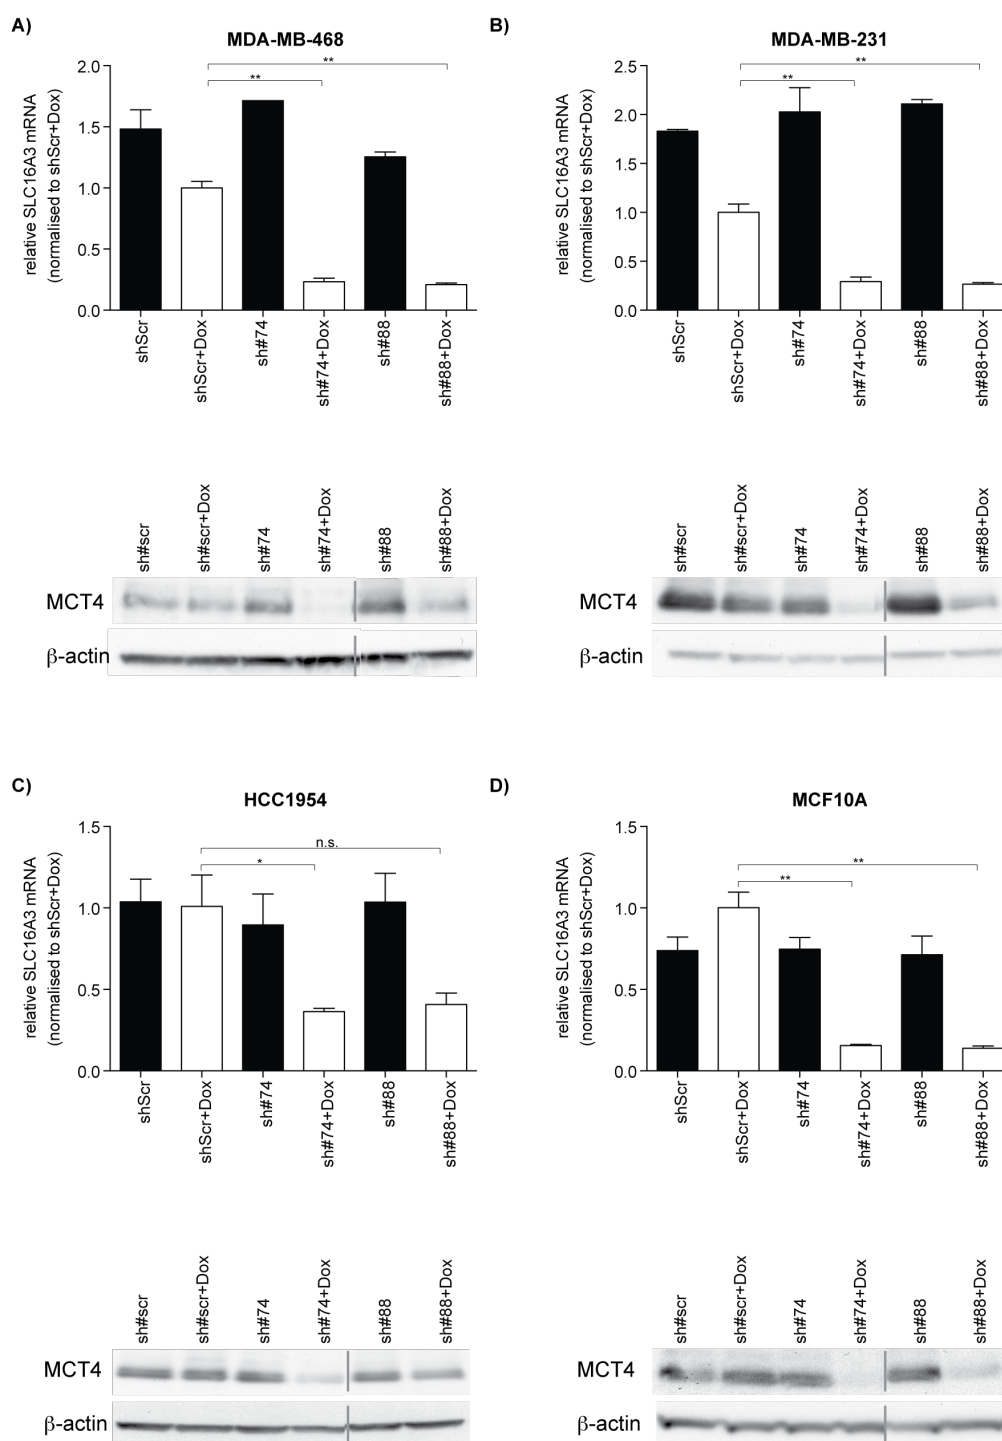 A)
MDA-MB-468
relative SLC16A3 mRNA
(normalised to shScr+Dox)
2.0
1.5
1.0
0.5
0.0
**
**
shScr
shScr+Dox
sh#74
sh#74+Dox
sh#88
sh#88+Dox
sh#scr
sh#scr+Dox
sh#74
sh#74+Dox
sh#88
sh#88+Dox
MCT4
β-actin
B)
MDA-MB-231
relative SLC16A3 mRNA
(normalised to shScr+Dox)
2.5
2.0
1.5
1.0
0.5
0.0
**
**
shScr
shScr+Dox
sh#74
sh#74+Dox
sh#88
sh#88+Dox
sh#scr
sh#scr+Dox
sh#74
sh#74+Dox
sh#88
sh#88+Dox
MCT4
β-actin
C)
HCC1954
relative SLC16A3 mRNA
(normalised to shScr+Dox)
1.5
1.0
0.5
0.0
n.s.
*
shScr
shScr+Dox
sh#74
sh#74+Dox
sh#88
sh#88+Dox
sh#scr
sh#scr+Dox
sh#74
sh#74+Dox
sh#88
sh#88+Dox
MCT4
β-actin
D)
MCF10A
relative SLC16A3 mRNA
(normalised to shScr+Dox)
1.5
1.0
0.5
0.0
**
**
shScr
shScr+Dox
sh#74
sh#74+Dox
sh#88
sh#88+Dox
sh#scr
sh#scr+Dox
sh#74
sh#74+Dox
sh#88
sh#88+Dox
MCT4
β-actin